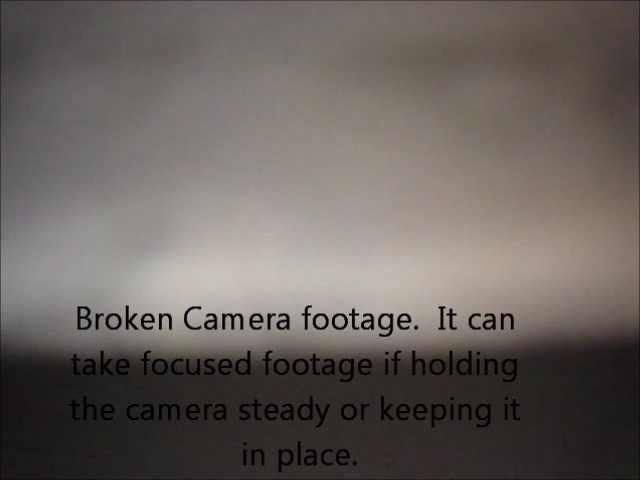 Broken Camera footage.  It can
take focused footage if holding
the camera steady or keeping it
in place.